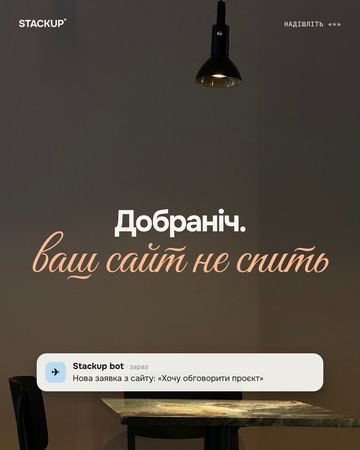 STACKUP®
НАДІШЛІТЬ «+»
Добраніч.
ваш сайт не спить
Stackup bot · зараз
Нова заявка з сайту: «Хочу обговорити проєкт»